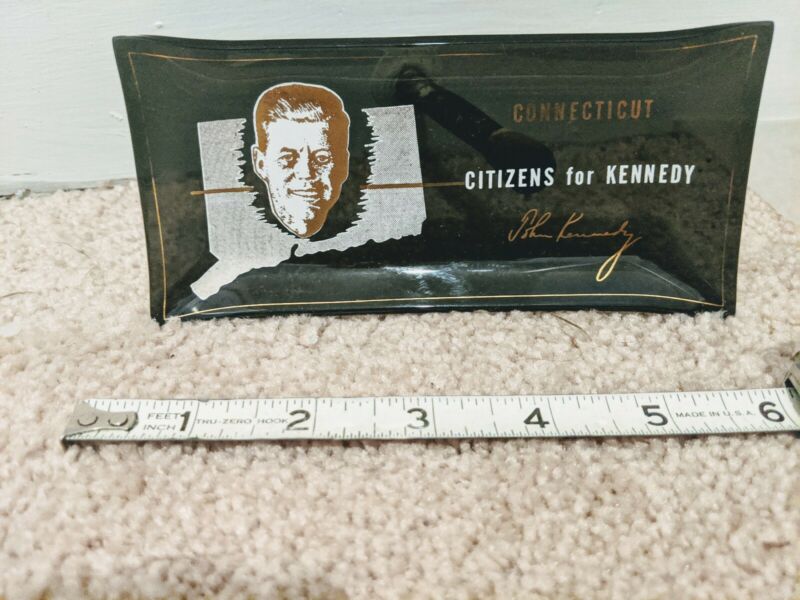 CONNECTICUT
CITIZENS for KENNEDY
John Kennedy
FEET
INCH
1 TRU-ZERO HOOK 2 3 4 5 MADE IN U.S.A. 6